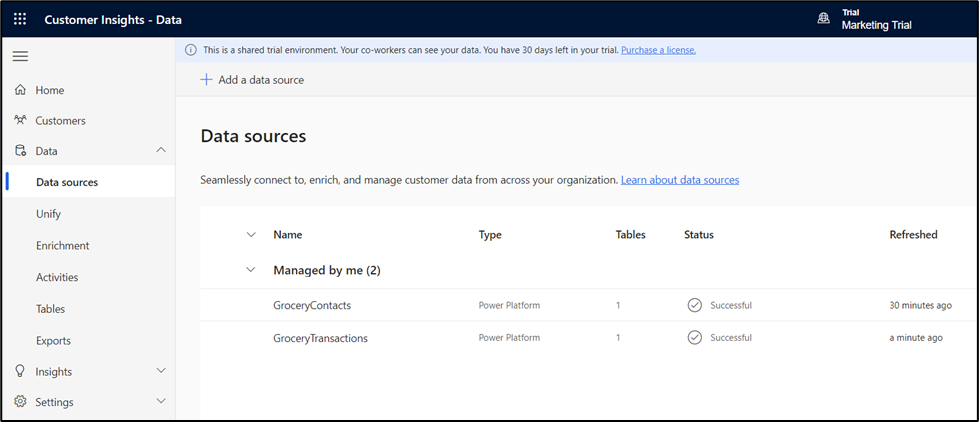 Customer Insights - Data
Trial
Marketing Trial
This is a shared trial environment. Your co-workers can see your data. You have 30 days left in your trial. Purchase a license.
Add a data source
Home
Customers
Data
Data sources
Unify
Enrichment
Activities
Tables
Exports
Insights
Settings
Data sources
Seamlessly connect to, enrich, and manage customer data from across your organization. Learn about data sources
Name Type Tables Status Refreshed
Managed by me (2)
GroceryContacts Power Platform 1 Successful 30 minutes ago
GroceryTransactions Power Platform 1 Successful a minute ago